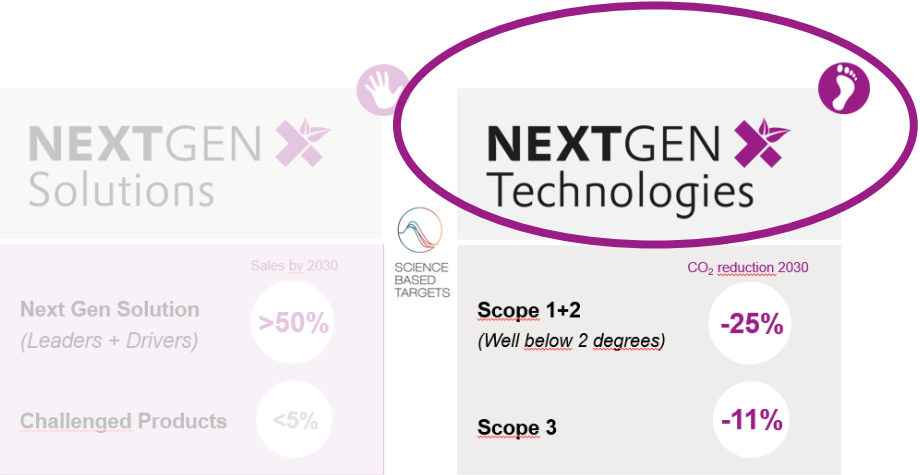 NEXTGEN
Solutions
Sales by 2030
Next Gen Solution
(Leaders + Drivers)
>50%
Challenged Products
<5%
SCIENCE
BASED
TARGETS
NEXTGEN
Technologies
CO₂ reduction 2030
Scope 1+2
(Well below 2 degrees)
-25%
Scope 3
-11%